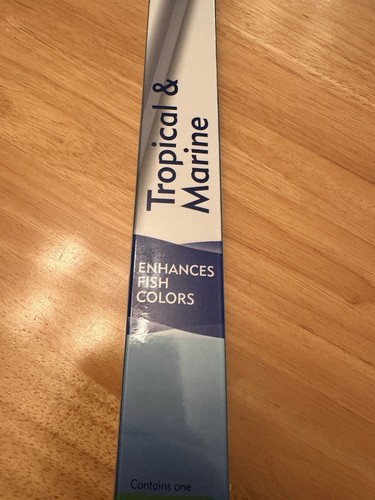 Tropical &
Marine
ENHANCES
FISH
COLORS
Contains one